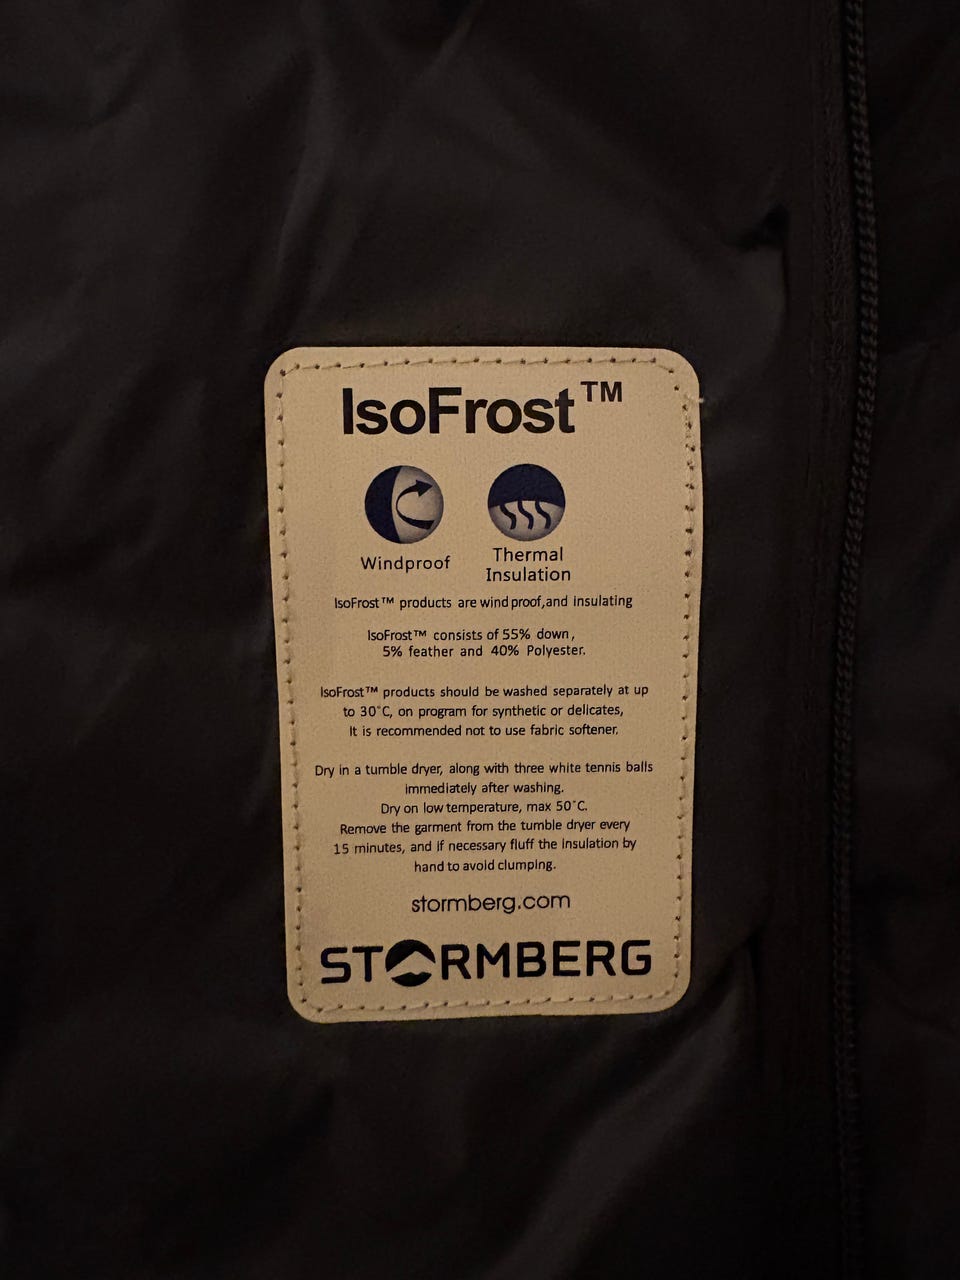 IsoFrost™
Windproof
Thermal
Insulation
IsoFrost™ products are windproof,and insulating
IsoFrost™ consists of 55% down,
5% feather and 40% Polyester.
IsoFrost™ products should be washed separately at up
to 30°C, on program for synthetic or delicates,
It is recommended not to use fabric softener.
Dry in a tumble dryer, along with three white tennis balls
immediately after washing.
Dry on low temperature, max 50°C.
Remove the garment from the tumble dryer every
15 minutes, and if necessary fluff the insulation by
hand to avoid clumping.
stormberg.com
STORMBERG